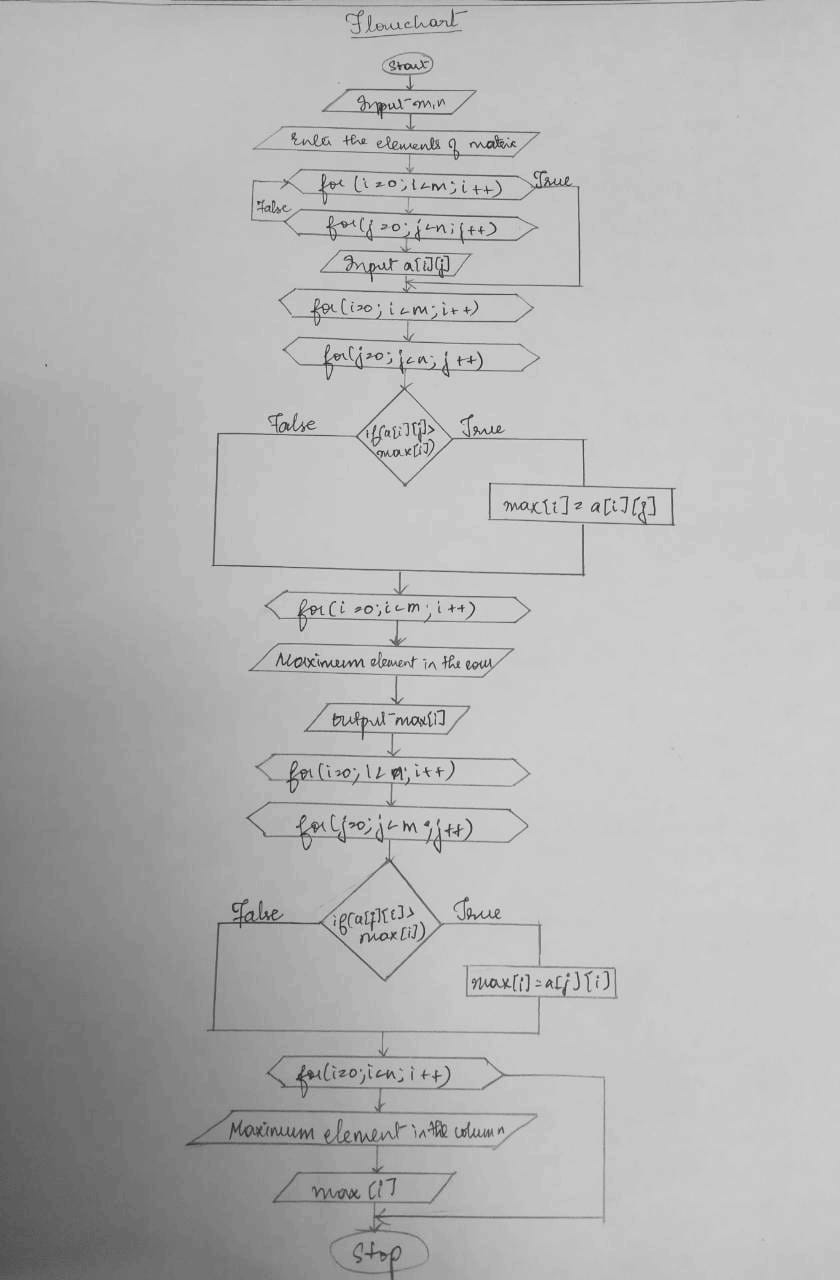 Flowchart
Start
Input m,n
Enter the elements of matrix
for (i=0; i<m; i++) True
False
for(j=0; j<n; j++)
Input a[i][j]
for(i=0; i<m; i++)
for(j=0; j<n; j++)
False if(a[i][j]> True
max[i])
max[i] = a[i][j]
for(i=0; i<m; i++)
Maximum element in the row
output max[i]
for(i=0; i<n; i++)
for(j=0; j<m; j++)
False if(a[j][i]> True
max[i])
max[i] = a[j][i]
for(i=0; i<n; i++)
Maximum element in the column
max [i]
Stop